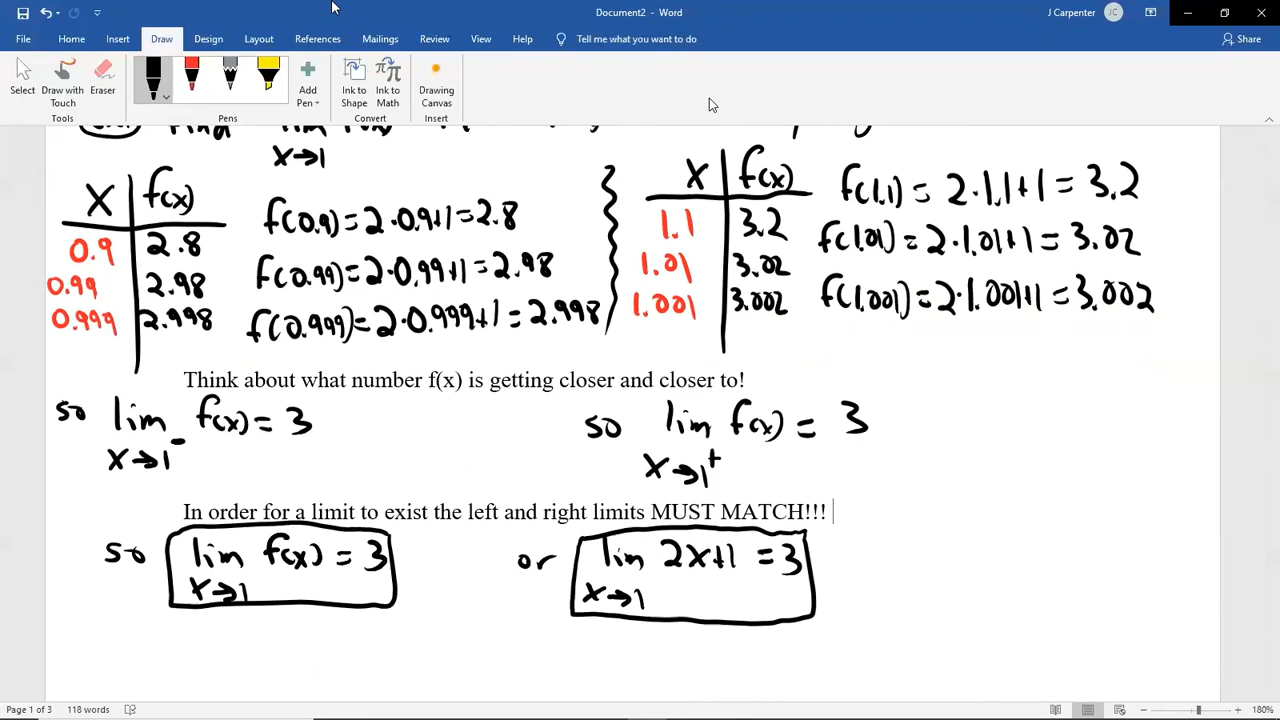 Document2 - Word
J Carpenter JC
File Home Insert Draw Design Layout References Mailings Review View Help Tell me what you want to do Share
Select Draw with Touch Eraser Add Pen Ink to Shape Ink to Math Drawing Canvas
Tools Pens Convert Insert
x→1
x f(x)
0.9 2.8 f(0.9)=2·0.9+1=2.8
0.99 2.98 f(0.99)=2·0.99+1=2.98
0.999 2.998 f(0.999)=2·0.999+1=2.998
x f(x)
1.1 3.2 f(1.1) = 2·1.1+1 = 3.2
1.01 3.02 f(1.01)=2·1.01+1=3.02
1.001 3.002 f(1.001)=2·1.001+1=3.002
Think about what number f(x) is getting closer and closer to!
so lim f(x) = 3
x→1⁻
so lim f(x) = 3
x→1⁺
In order for a limit to exist the left and right limits MUST MATCH!!!
so lim f(x) = 3
x→1
or lim 2x+1 = 3
x→1
Page 1 of 3 118 words 180%